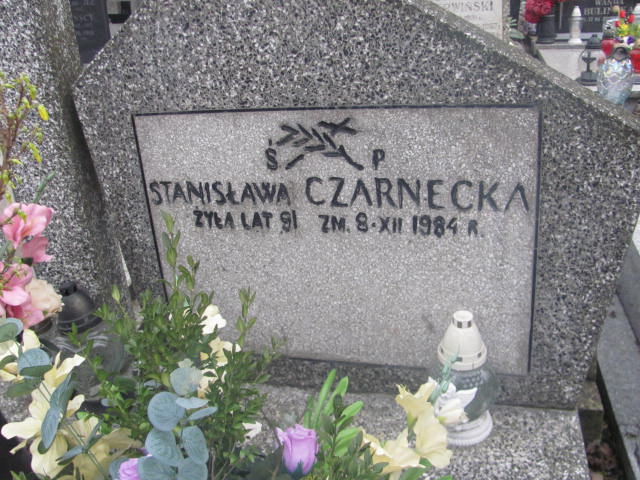 Ś P
STANISŁAWA CZARNECKA
ŻYŁA LAT 91 ZM. 8·XII 1984 R.